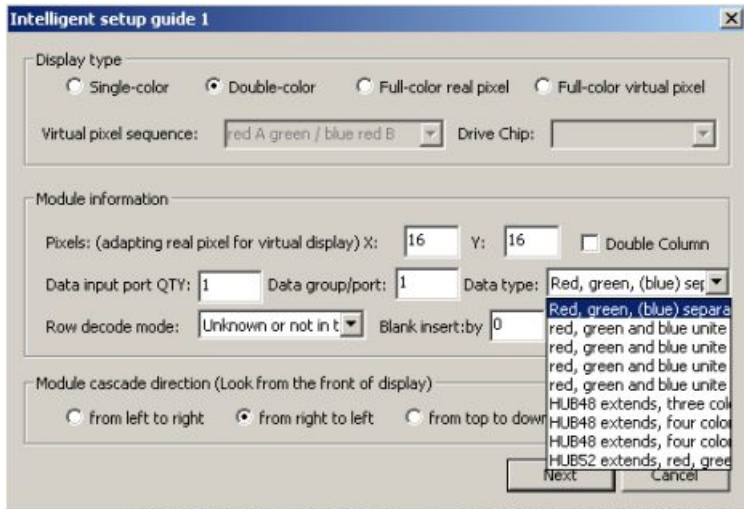 Intelligent setup guide 1
Display type
Single-color Double-color Full-color real pixel Full-color virtual pixel
Virtual pixel sequence: red A green / blue red B Drive Chip:
Module information
Pixels: (adapting real pixel for virtual display) X: 16 Y: 16 Double Column
Data input port QTY: 1 Data group/port: 1 Data type: Red, green, (blue) sep
Red, green, (blue) separa
Row decode mode: Unknown or not in t Blank insert:by 0
red, green and blue unite
red, green and blue unite
red, green and blue unite
red, green and blue unite
Module cascade direction (Look from the front of display)
HUB48 extends, three col
from left to right from right to left from top to down
HUB48 extends, four color
HUB48 extends, four color
HUB52 extends, red, gree
Next Cancel